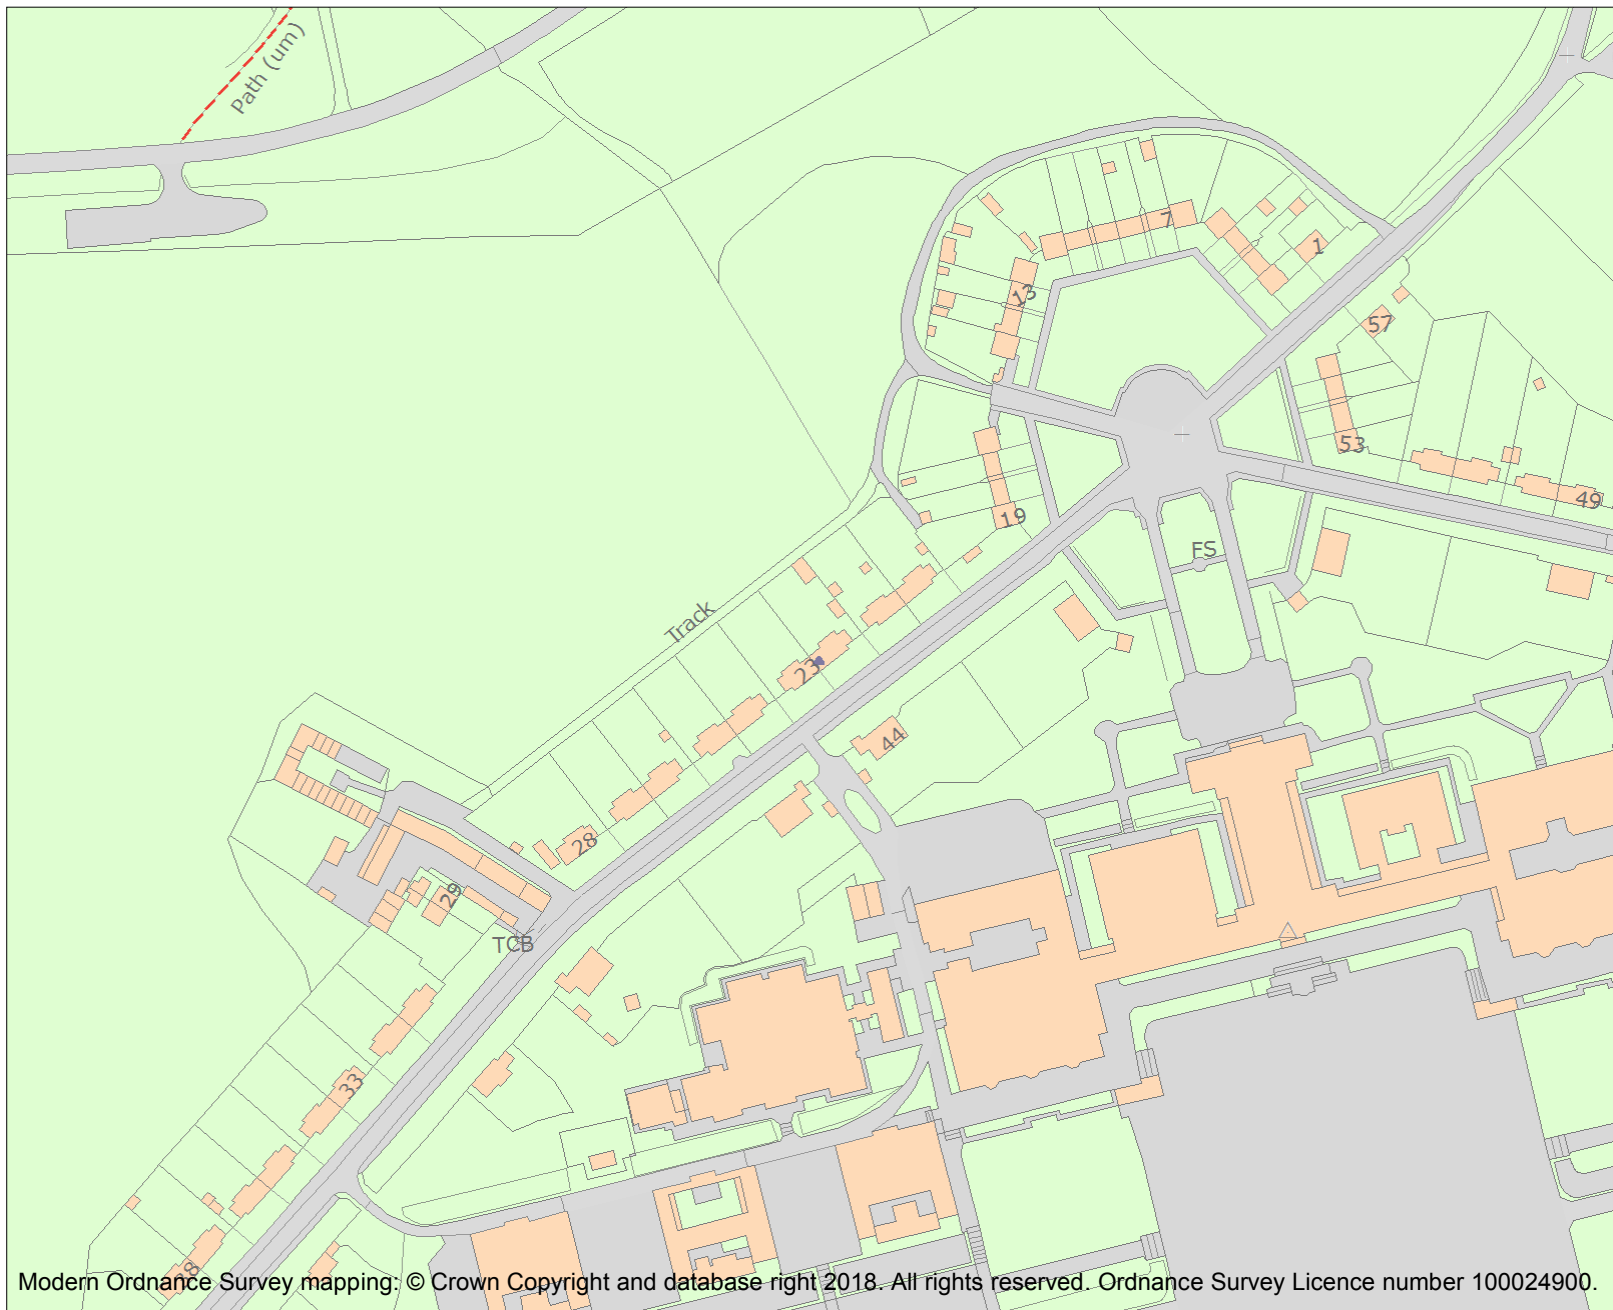 Path (um)
7
1
13
57
53
49
19
FS
Track
23
44
28
29
TCB
33
38
Modern Ordnance Survey mapping: © Crown Copyright and database right 2018. All rights reserved. Ordnance Survey Licence number 100024900.